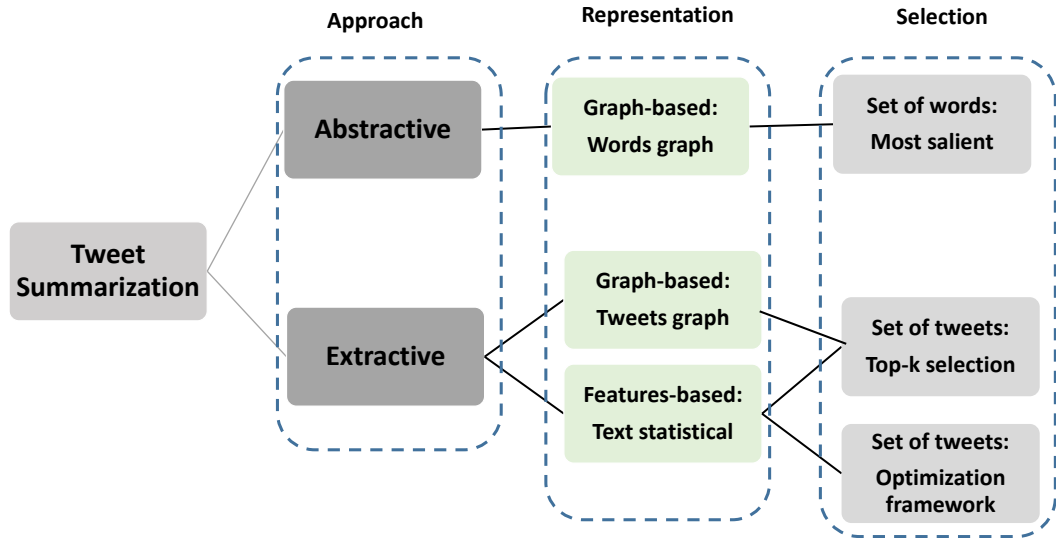 Approach
Representation
Selection
Abstractive
Graph-based:
Words graph
Set of words:
Most salient
Tweet
Summarization
Extractive
Graph-based:
Tweets graph
Features-based:
Text statistical
Set of tweets:
Top-k selection
Set of tweets:
Optimization
framework